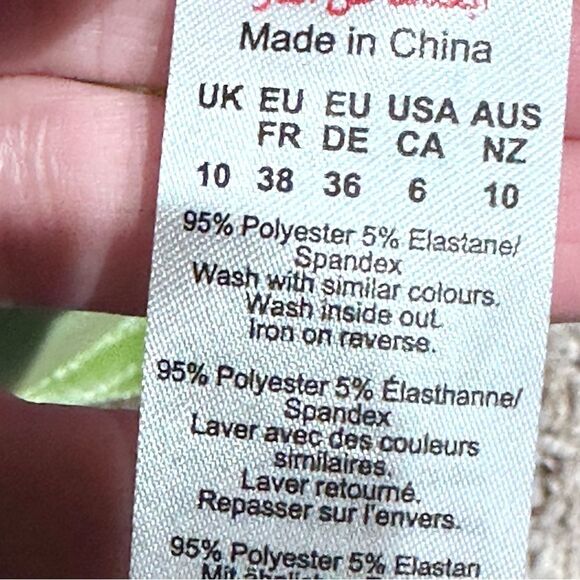 Made in China
UK EU EU USA AUS
FR DE CA NZ
10 38 36 6 10
95% Polyester 5% Elastane/
Spandex
Wash with similar colours.
Wash inside out.
Iron on reverse.
95% Polyester 5% Élasthanne/
Spandex
Laver avec des couleurs
similaires.
Laver retourné.
Repasser sur l'envers.
95% Polyester 5% Elastan
Mit